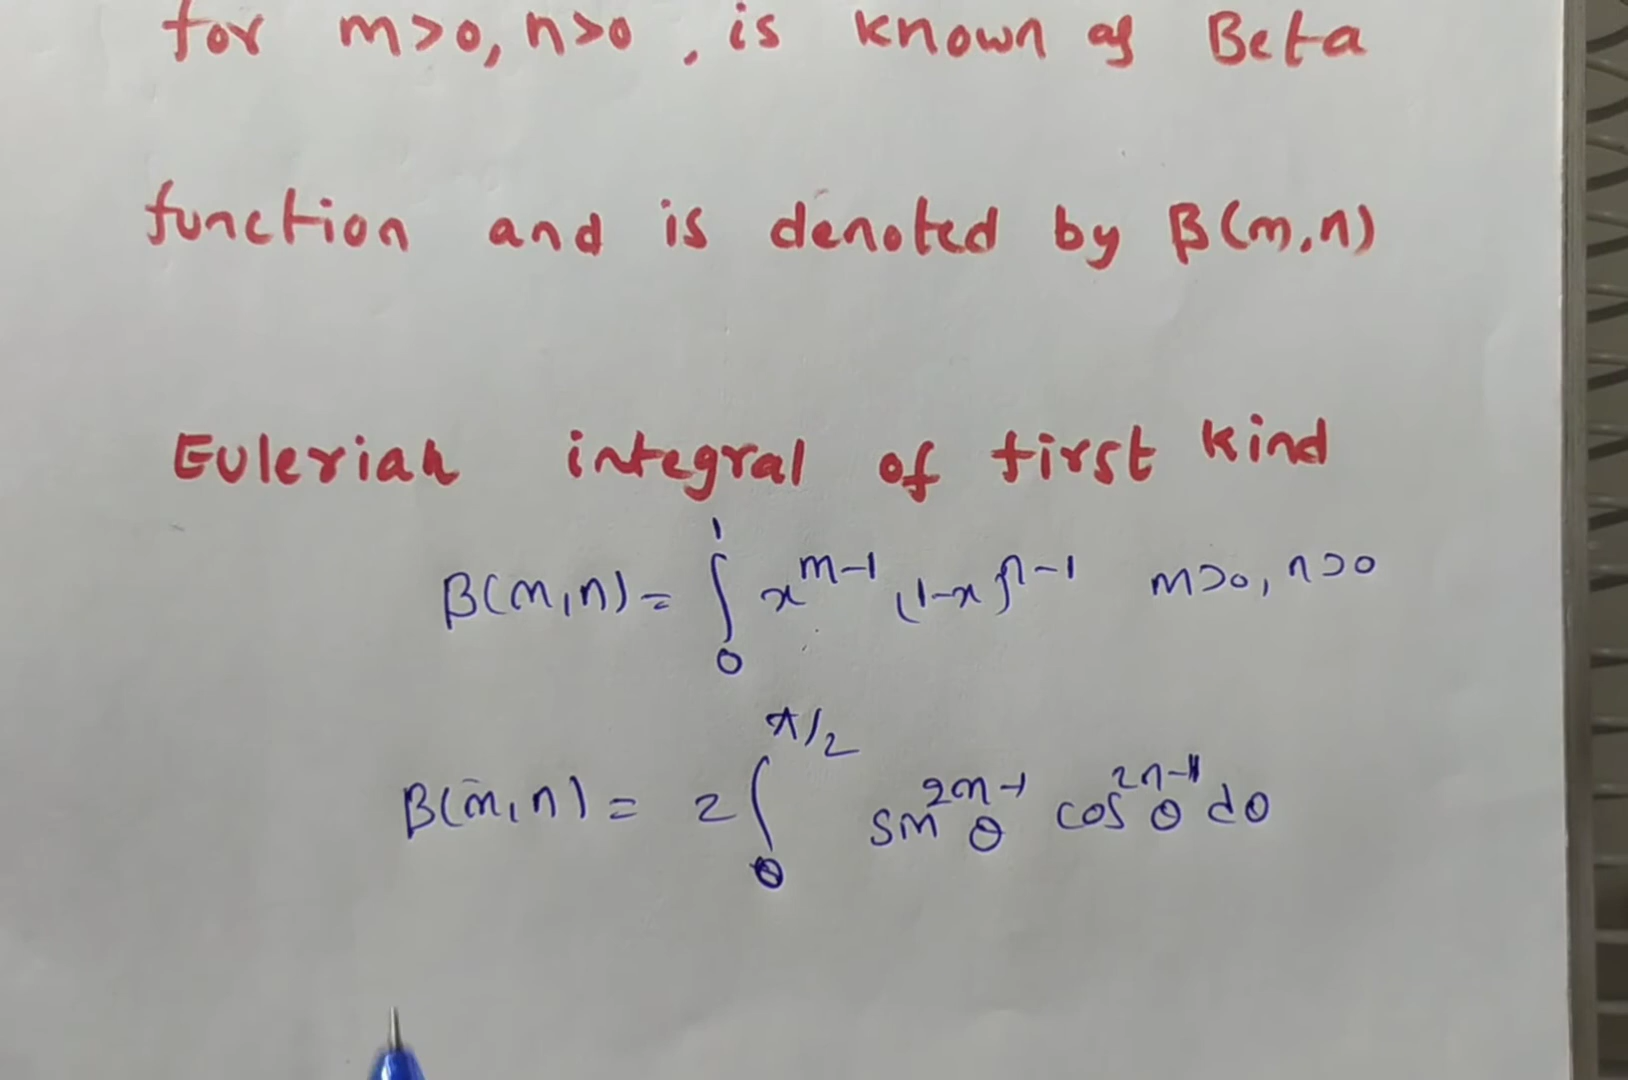 for m>0, n>0 , is known as Beta
function and is denoted by β(m,n)
Eulerian integral of first kind
β(m,n) = ∫₀¹ x^{m-1} (1-x)^{n-1} m>0, n>0
β(m,n) = 2∫₀^{π/2} sin^{2m-1}θ cos^{2n-1}θ dθ